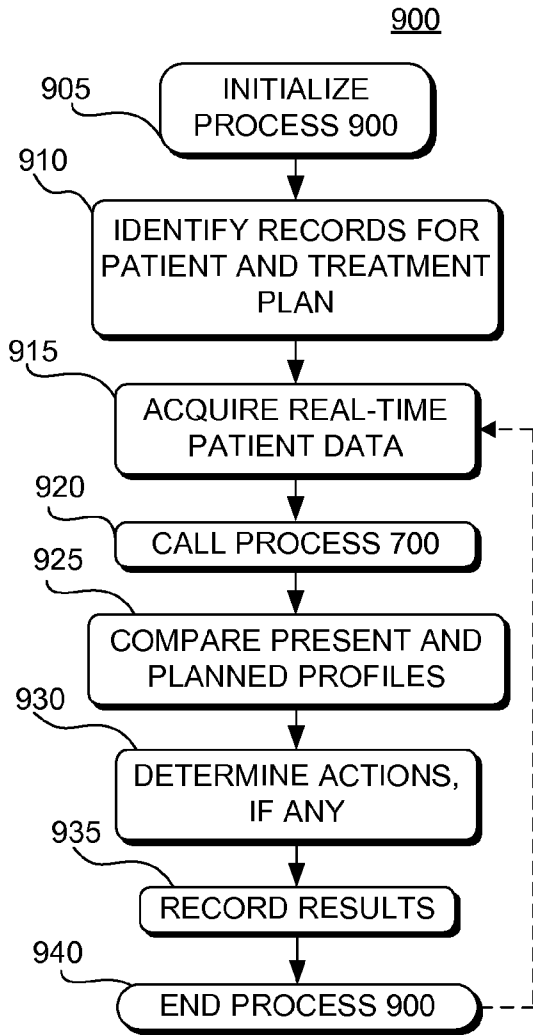 900
905
INITIALIZE
PROCESS 900
910
IDENTIFY RECORDS FOR
PATIENT AND TREATMENT
PLAN
915
ACQUIRE REAL-TIME
PATIENT DATA
920
CALL PROCESS 700
925
COMPARE PRESENT AND
PLANNED PROFILES
930
DETERMINE ACTIONS,
IF ANY
935
RECORD RESULTS
940
END PROCESS 900